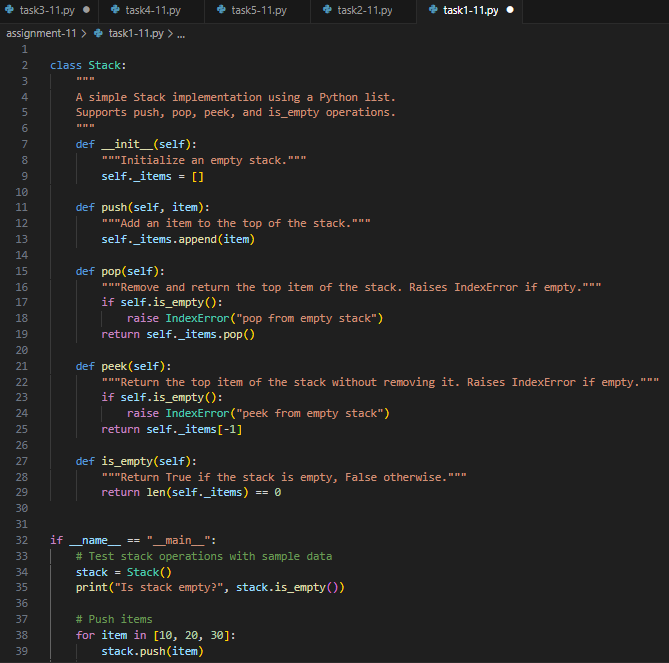 task3-11.py task4-11.py task5-11.py task2-11.py task1-11.py
assignment-11 > task1-11.py > ...
1
2 class Stack:
3 """
4 A simple Stack implementation using a Python list.
5 Supports push, pop, peek, and is_empty operations.
6 """
7 def __init__(self):
8 """Initialize an empty stack."""
9 self._items = []
10
11 def push(self, item):
12 """Add an item to the top of the stack."""
13 self._items.append(item)
14
15 def pop(self):
16 """Remove and return the top item of the stack. Raises IndexError if empty."""
17 if self.is_empty():
18 raise IndexError("pop from empty stack")
19 return self._items.pop()
20
21 def peek(self):
22 """Return the top item of the stack without removing it. Raises IndexError if empty."""
23 if self.is_empty():
24 raise IndexError("peek from empty stack")
25 return self._items[-1]
26
27 def is_empty(self):
28 """Return True if the stack is empty, False otherwise."""
29 return len(self._items) == 0
30
31
32 if __name__ == "__main__":
33 # Test stack operations with sample data
34 stack = Stack()
35 print("Is stack empty?", stack.is_empty())
36
37 # Push items
38 for item in [10, 20, 30]:
39 stack.push(item)